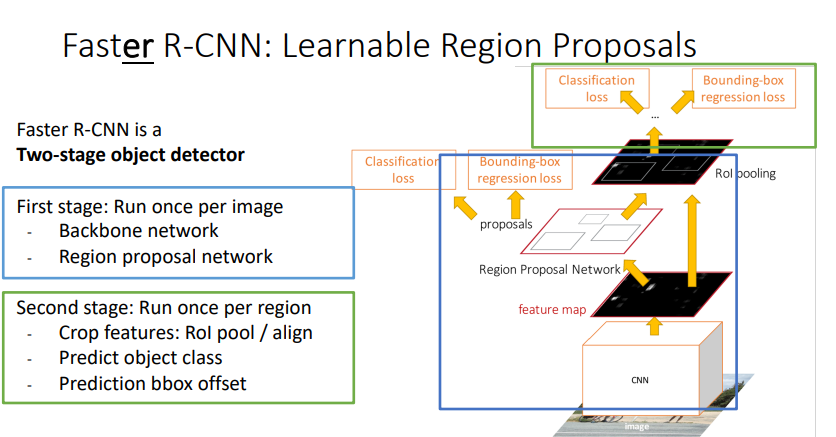 Faster R-CNN: Learnable Region Proposals
Faster R-CNN is a
Two-stage object detector
First stage: Run once per image
- Backbone network
- Region proposal network
Second stage: Run once per region
- Crop features: RoI pool / align
- Predict object class
- Prediction bbox offset
Classification
loss
Bounding-box
regression loss
...
Classification
loss
Bounding-box
regression loss
RoI pooling
proposals
Region Proposal Network
feature map
CNN
image